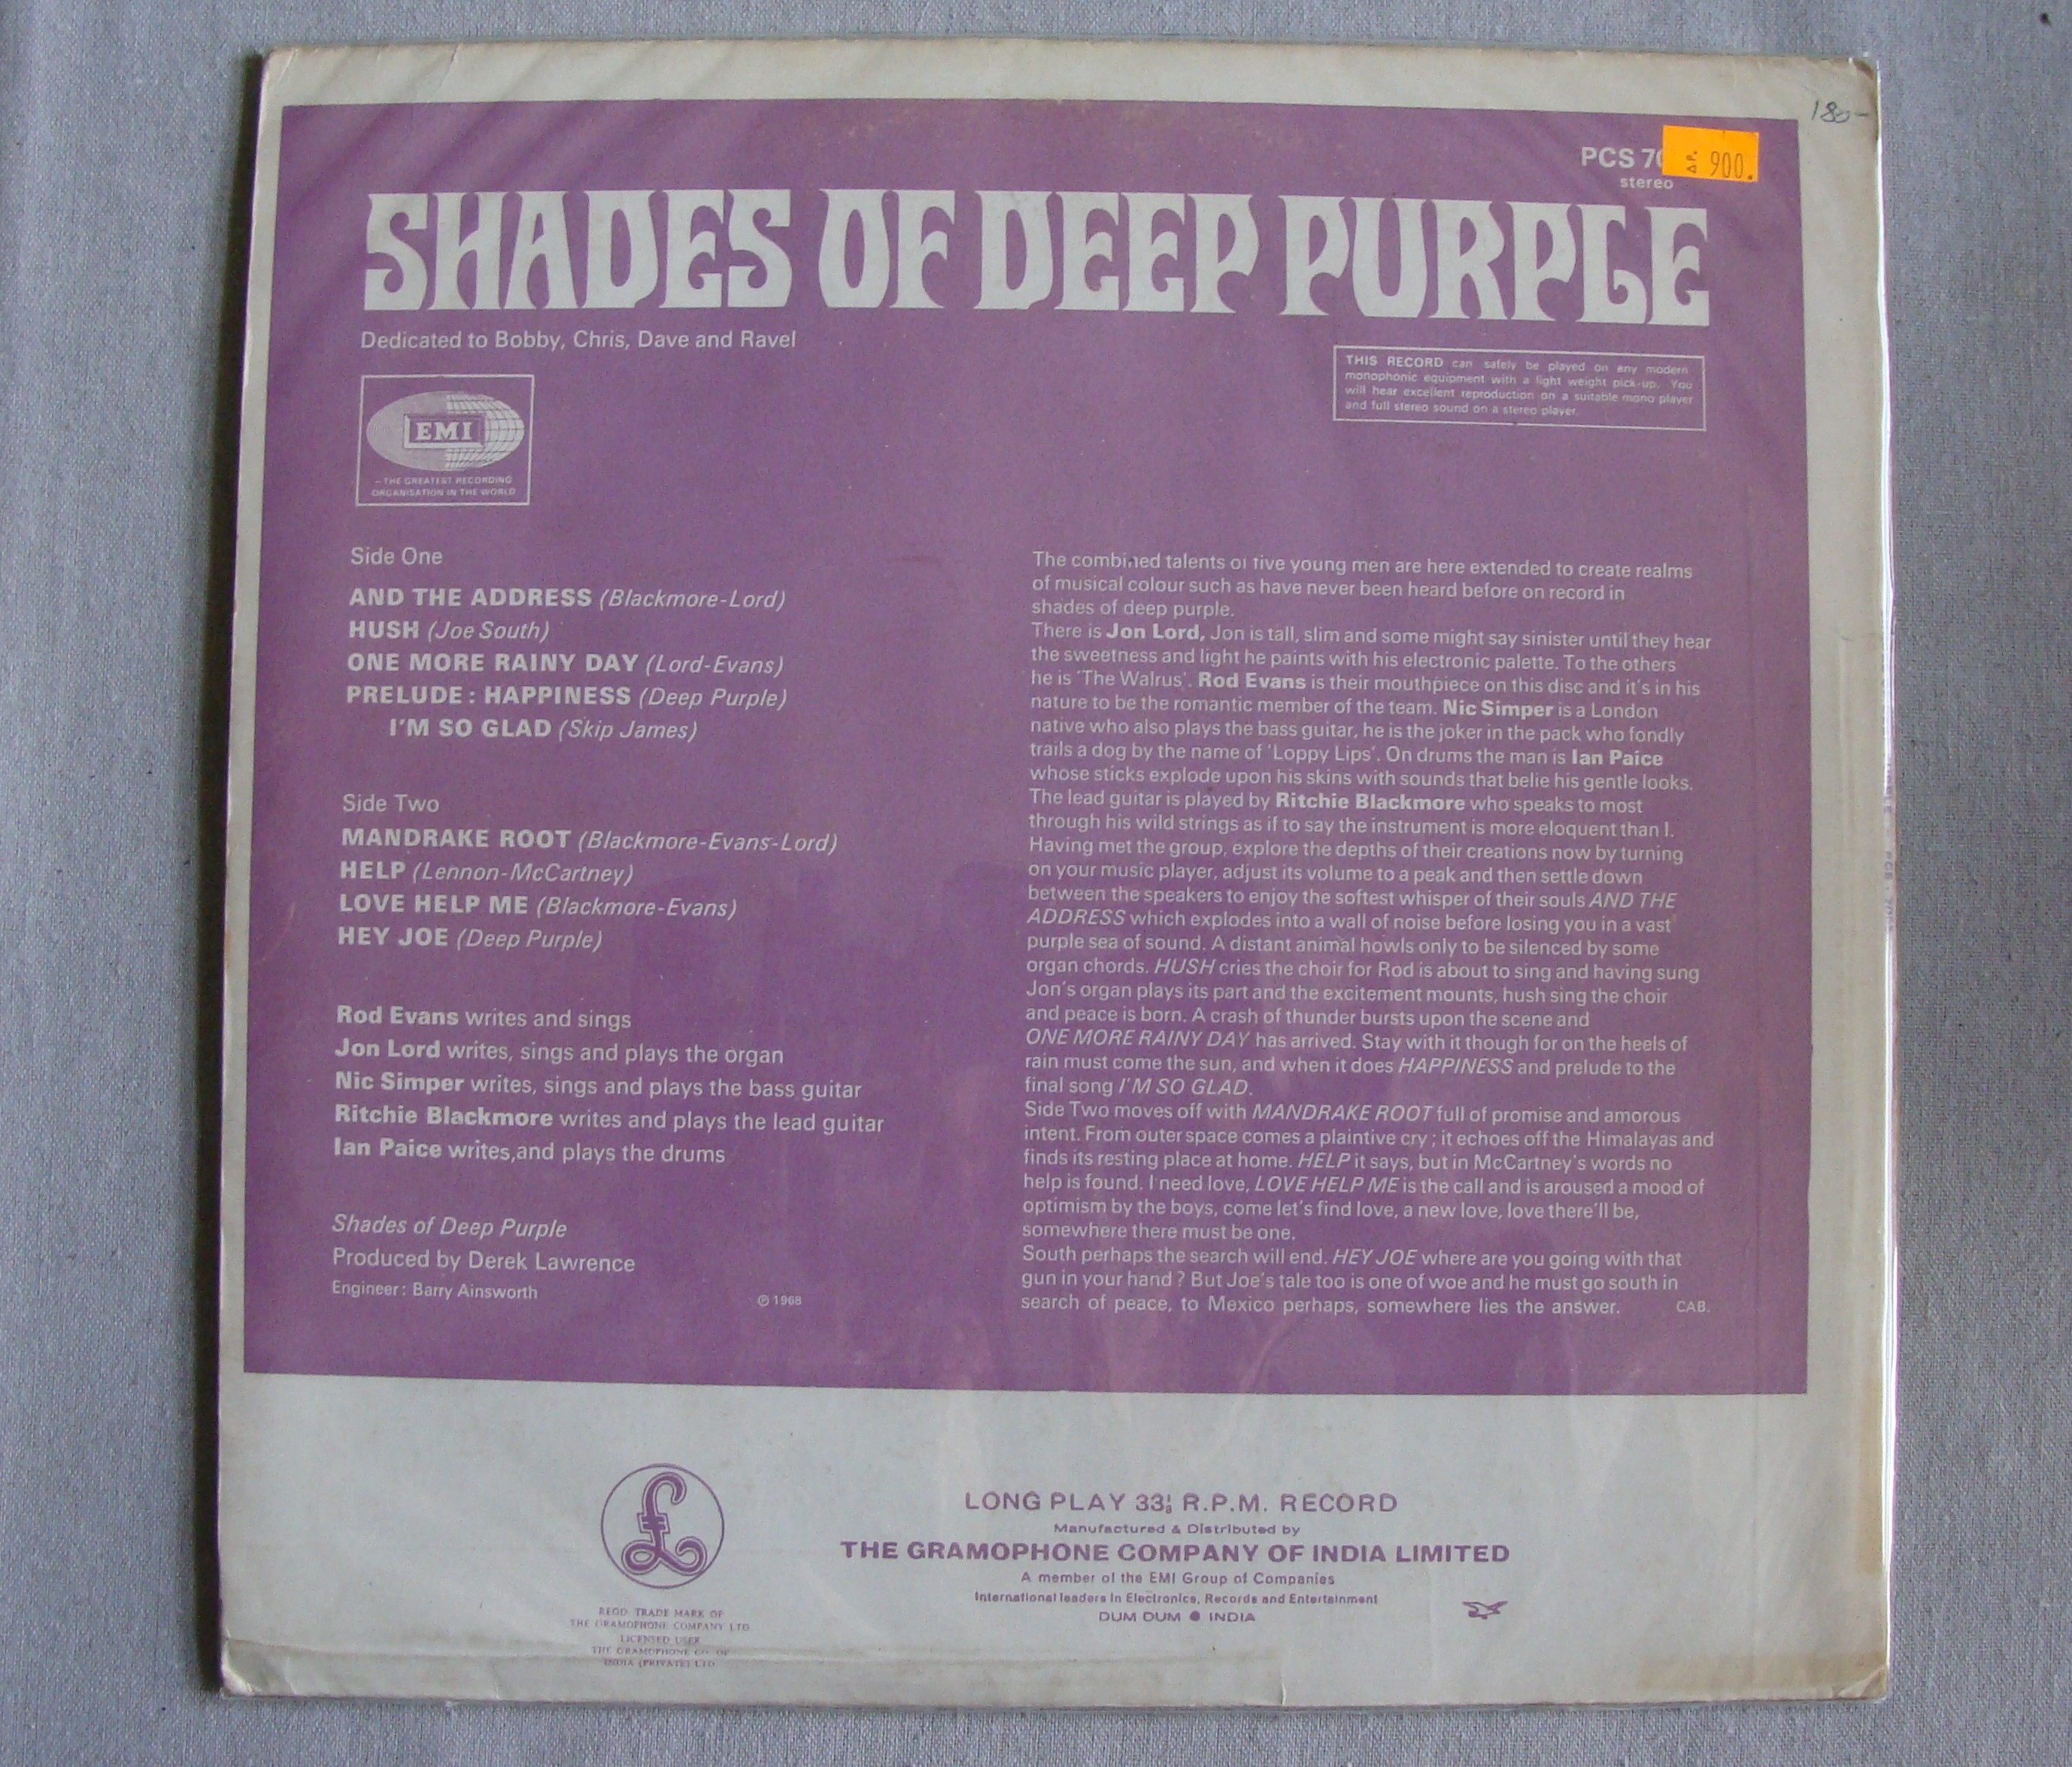 180-
PCS 70
stereo
ΔΡ. 900.
SHADES OF DEEP PURPLE
Dedicated to Bobby, Chris, Dave and Ravel
THIS RECORD can safely be played on any modern
monophonic equipment with a light weight pick-up. You
will hear excellent reproduction on a suitable mono player
and full stereo sound on a stereo player.
EMI
– THE GREATEST RECORDING
ORGANISATION IN THE WORLD
Side One
AND THE ADDRESS (Blackmore-Lord)
HUSH (Joe South)
ONE MORE RAINY DAY (Lord-Evans)
PRELUDE : HAPPINESS (Deep Purple)
I'M SO GLAD (Skip James)
Side Two
MANDRAKE ROOT (Blackmore-Evans-Lord)
HELP (Lennon-McCartney)
LOVE HELP ME (Blackmore-Evans)
HEY JOE (Deep Purple)
Rod Evans writes and sings
Jon Lord writes, sings and plays the organ
Nic Simper writes, sings and plays the bass guitar
Ritchie Blackmore writes and plays the lead guitar
Ian Paice writes,and plays the drums
Shades of Deep Purple
Produced by Derek Lawrence
Engineer : Barry Ainsworth
℗ 1968
The combined talents of five young men are here extended to create realms
of musical colour such as have never been heard before on record in
shades of deep purple.
There is Jon Lord, Jon is tall, slim and some might say sinister until they hear
the sweetness and light he paints with his electronic palette. To the others
he is 'The Walrus'. Rod Evans is their mouthpiece on this disc and it's in his
nature to be the romantic member of the team. Nic Simper is a London
native who also plays the bass guitar, he is the joker in the pack who fondly
trails a dog by the name of 'Loppy Lips'. On drums the man is Ian Paice
whose sticks explode upon his skins with sounds that belie his gentle looks.
The lead guitar is played by Ritchie Blackmore who speaks to most
through his wild strings as if to say the instrument is more eloquent than I.
Having met the group, explore the depths of their creations now by turning
on your music player, adjust its volume to a peak and then settle down
between the speakers to enjoy the softest whisper of their souls AND THE
ADDRESS which explodes into a wall of noise before losing you in a vast
purple sea of sound. A distant animal howls only to be silenced by some
organ chords. HUSH cries the choir for Rod is about to sing and having sung
Jon's organ plays its part and the excitement mounts, hush sing the choir
and peace is born. A crash of thunder bursts upon the scene and
ONE MORE RAINY DAY has arrived. Stay with it though for on the heels of
rain must come the sun, and when it does HAPPINESS and prelude to the
final song I'M SO GLAD.
Side Two moves off with MANDRAKE ROOT full of promise and amorous
intent. From outer space comes a plaintive cry ; it echoes off the Himalayas and
finds its resting place at home. HELP it says, but in McCartney's words no
help is found. I need love, LOVE HELP ME is the call and is aroused a mood of
optimism by the boys, come let's find love, a new love, love there'll be,
somewhere there must be one.
South perhaps the search will end. HEY JOE where are you going with that
gun in your hand ? But Joe's tale too is one of woe and he must go south in
search of peace, to Mexico perhaps, somewhere lies the answer. CAB.
REGD. TRADE MARK OF
THE GRAMOPHONE COMPANY LTD.
LICENSED USER
THE GRAMOPHONE CO. OF
INDIA (PRIVATE) LTD.
LONG PLAY 33⅓ R.P.M. RECORD
Manufactured & Distributed by
THE GRAMOPHONE COMPANY OF INDIA LIMITED
A member of the EMI Group of Companies
International leaders in Electronics, Records and Entertainment
DUM DUM ● INDIA